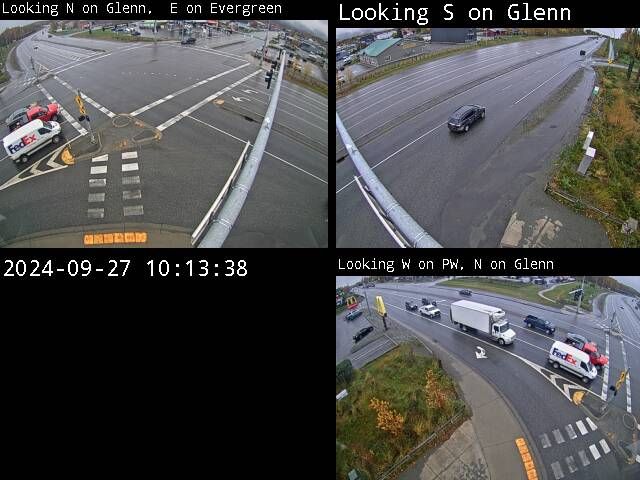 Looking N on Glenn,  E on Evergreen
Looking S on Glenn
FedEx
2024-09-27 10:13:38
Looking W on PW, N on Glenn
FedEx